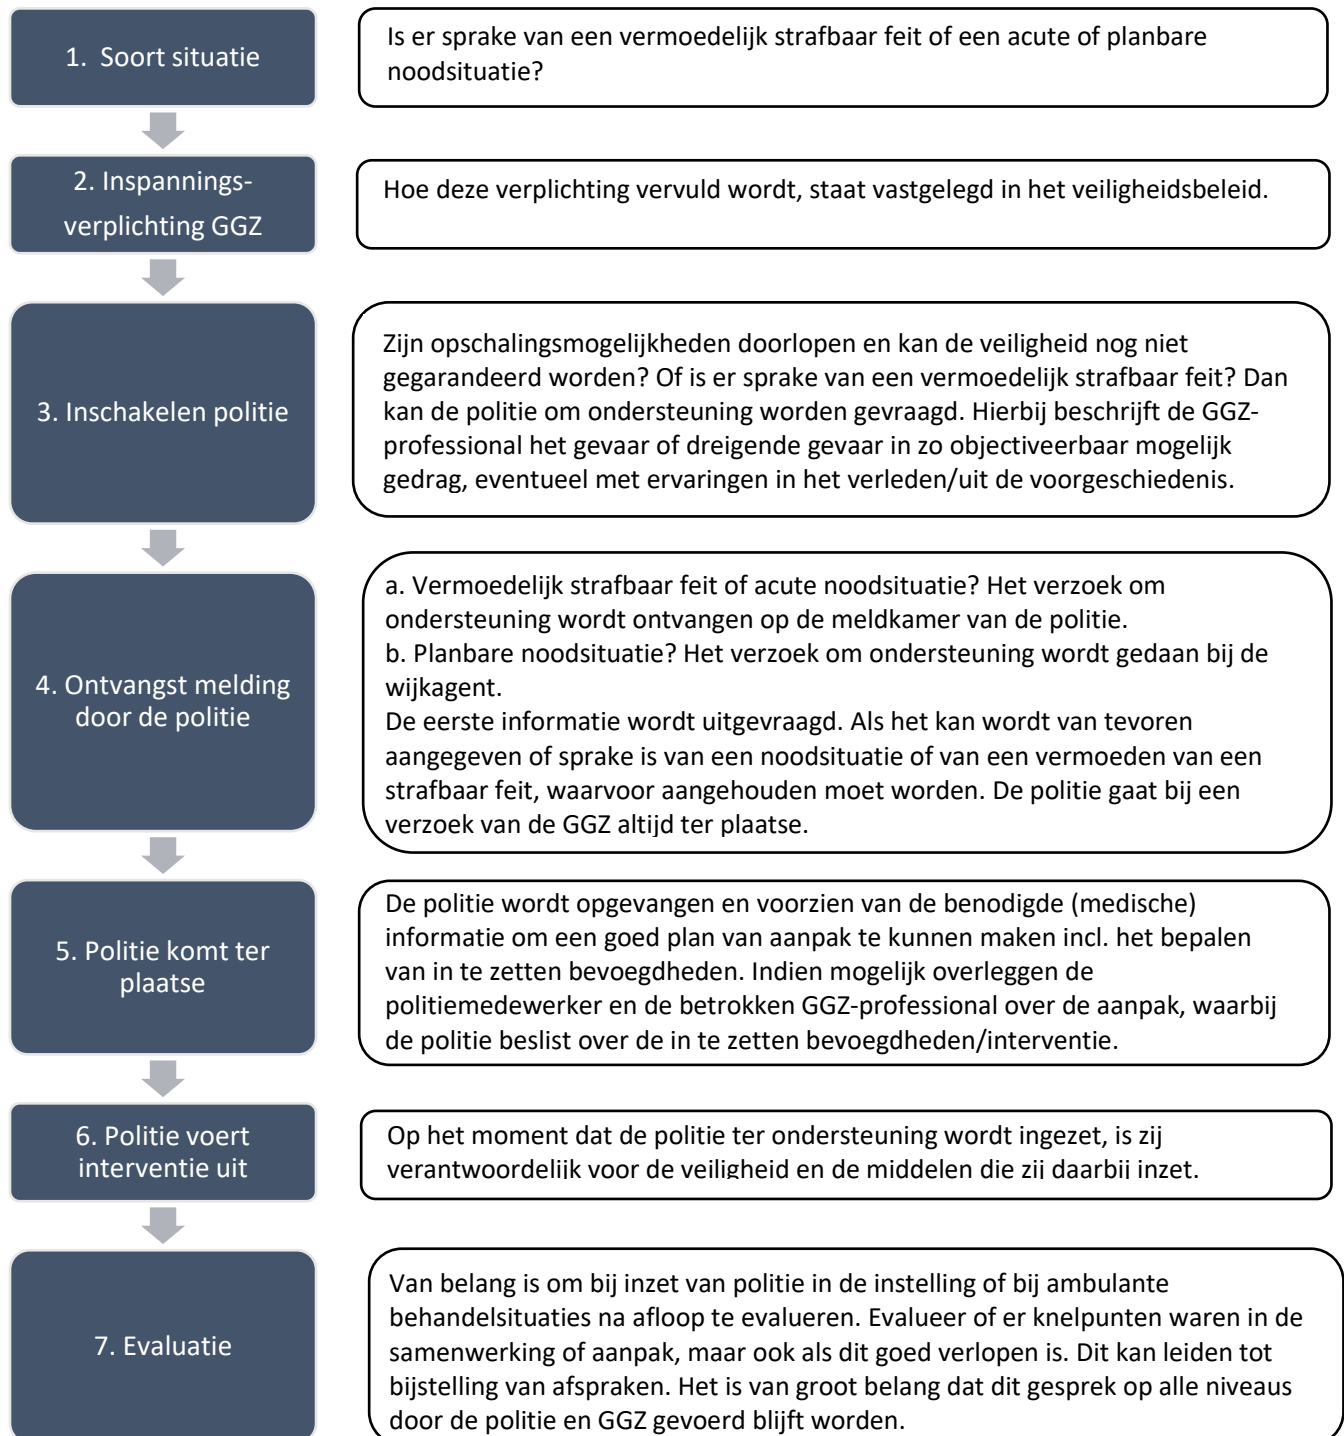 1. Soort situatie
Is er sprake van een vermoedelijk strafbaar feit of een acute of planbare
noodsituatie?
2. Inspannings-
verplichting GGZ
Hoe deze verplichting vervuld wordt, staat vastgelegd in het veiligheidsbeleid.
3. Inschakelen politie
Zijn opschalingsmogelijkheden doorlopen en kan de veiligheid nog niet
gegarandeerd worden? Of is er sprake van een vermoedelijk strafbaar feit? Dan
kan de politie om ondersteuning worden gevraagd. Hierbij beschrijft de GGZ-
professional het gevaar of dreigende gevaar in zo objectiveerbaar mogelijk
gedrag, eventueel met ervaringen in het verleden/uit de voorgeschiedenis.
4. Ontvangst melding
door de politie
a. Vermoedelijk strafbaar feit of acute noodsituatie? Het verzoek om
ondersteuning wordt ontvangen op de meldkamer van de politie.
b. Planbare noodsituatie? Het verzoek om ondersteuning wordt gedaan bij de
wijkagent.
De eerste informatie wordt uitgevraagd. Als het kan wordt van tevoren
aangegeven of sprake is van een noodsituatie of van een vermoeden van een
strafbaar feit, waarvoor aangehouden moet worden. De politie gaat bij een
verzoek van de GGZ altijd ter plaatse.
5. Politie komt ter
plaatse
De politie wordt opgevangen en voorzien van de benodigde (medische)
informatie om een goed plan van aanpak te kunnen maken incl. het bepalen
van in te zetten bevoegdheden. Indien mogelijk overleggen de
politiemedewerker en de betrokken GGZ-professional over de aanpak, waarbij
de politie beslist over de in te zetten bevoegdheden/interventie.
6. Politie voert
interventie uit
Op het moment dat de politie ter ondersteuning wordt ingezet, is zij
verantwoordelijk voor de veiligheid en de middelen die zij daarbij inzet.
7. Evaluatie
Van belang is om bij inzet van politie in de instelling of bij ambulante
behandelsituaties na afloop te evalueren. Evalueer of er knelpunten waren in de
samenwerking of aanpak, maar ook als dit goed verlopen is. Dit kan leiden tot
bijstelling van afspraken. Het is van groot belang dat dit gesprek op alle niveaus
door de politie en GGZ gevoerd blijft worden.